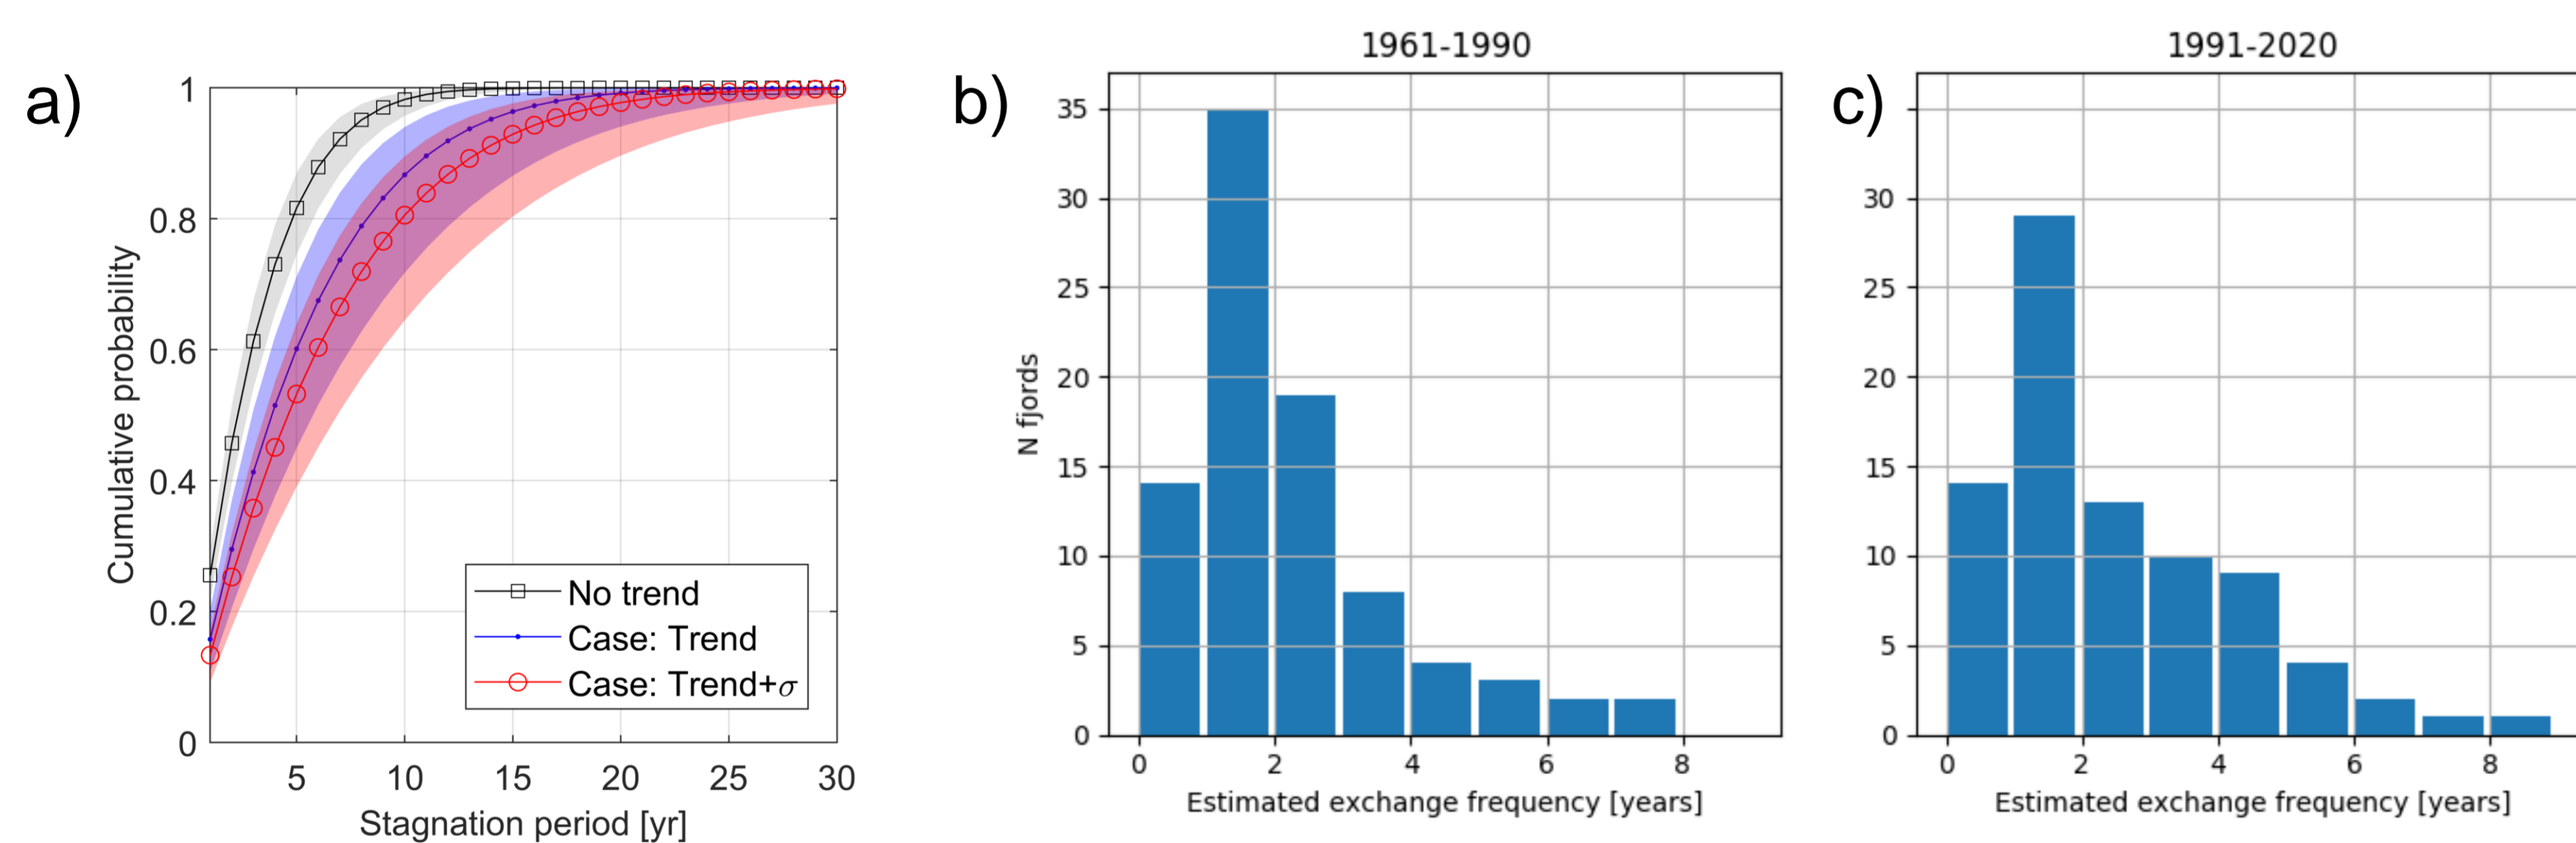 a)
1
0.8
0.6
0.4
0.2
0
Cumulative probability
No trend
Case: Trend
Case: Trend+σ
5 10 15 20 25 30
Stagnation period [yr]
b)
1961-1990
35
30
25
20
15
10
5
0
N fjords
0 2 4 6 8
Estimated exchange frequency [years]
c)
1991-2020
30
25
20
15
10
5
0
0 2 4 6 8
Estimated exchange frequency [years]